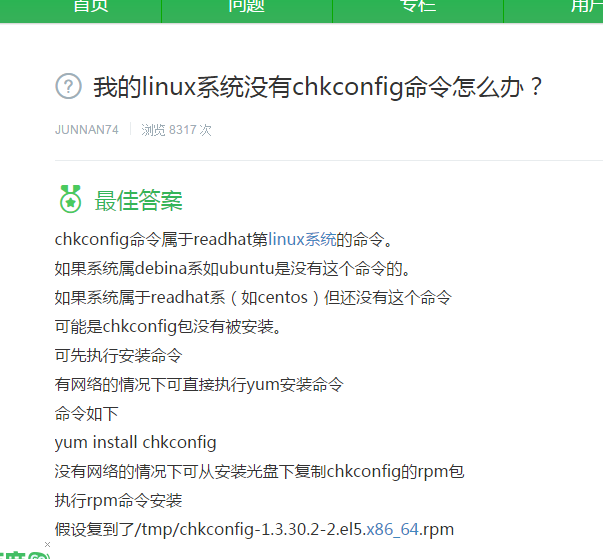 首页 问题 专栏 用户
我的linux系统没有chkconfig命令怎么办？
JUNNAN74 浏览 8317 次
最佳答案
chkconfig命令属于readhat第linux系统的命令。
如果系统属debina系如ubuntu是没有这个命令的。
如果系统属于readhat系（如centos）但还没有这个命令
可能是chkconfig包没有被安装。
可先执行安装命令
有网络的情况下可直接执行yum安装命令
命令如下
yum install chkconfig
没有网络的情况下可从安装光盘下复制chkconfig的rpm包
执行rpm命令安装
假设复到了/tmp/chkconfig-1.3.30.2-2.el5.x86_64.rpm